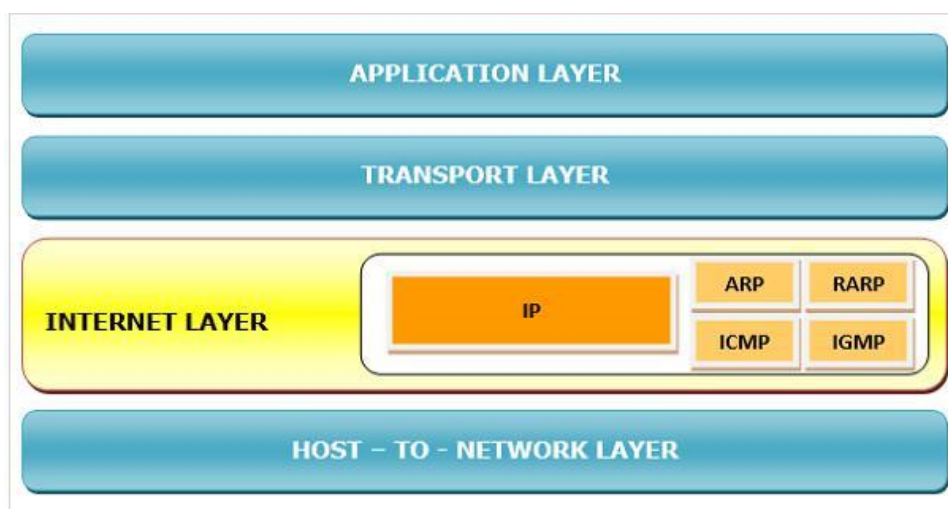 APPLICATION LAYER
TRANSPORT LAYER
INTERNET LAYER
IP
ARP
RARP
ICMP
IGMP
HOST – TO - NETWORK LAYER